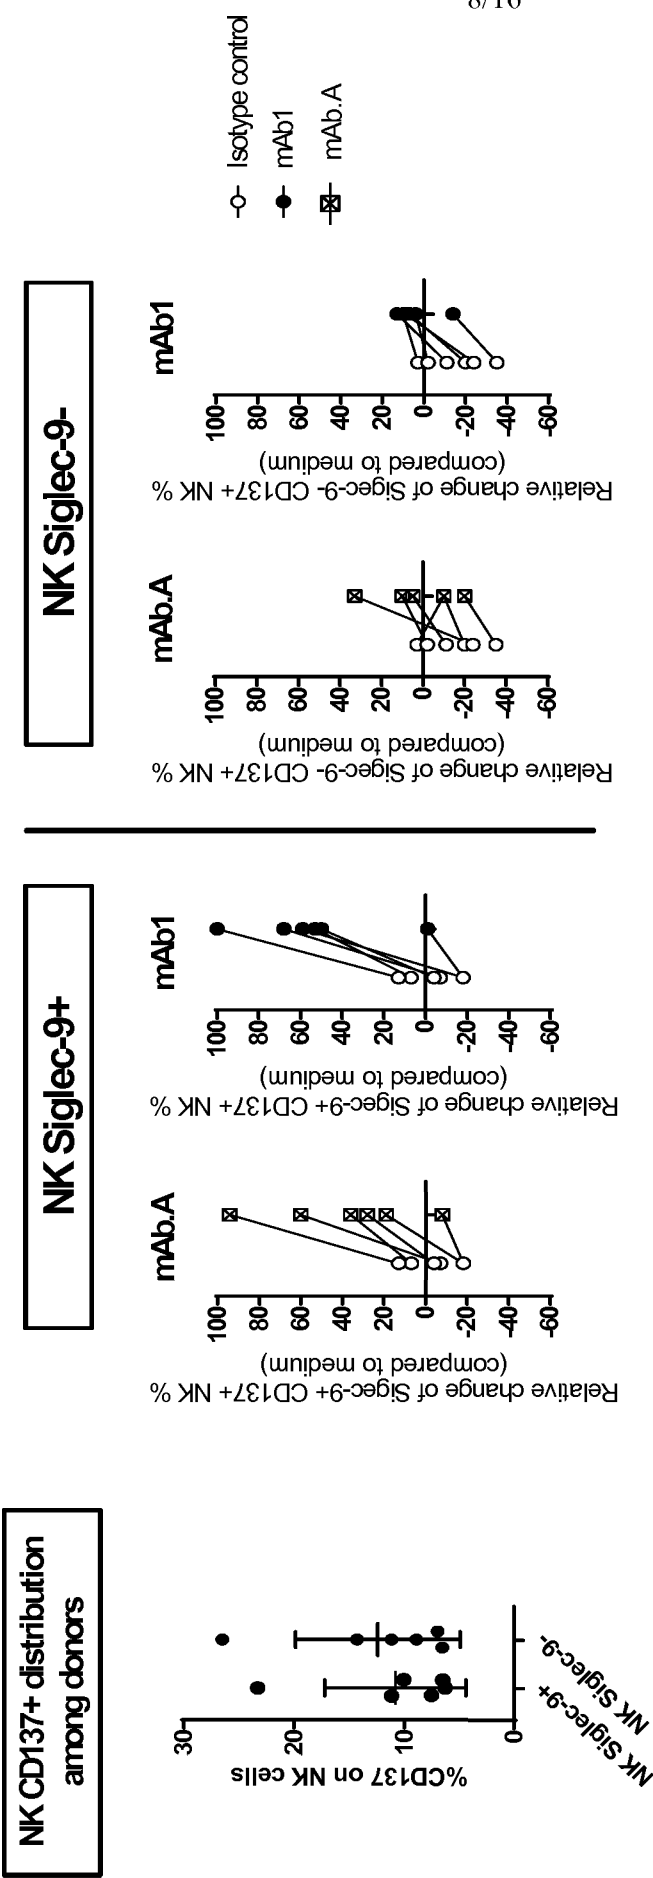 8/16
NK CD137+ distribution
among donors
NK Siglec-9+
NK Siglec-9-
%CD137 on NK cells
30
20
10
0
NK Siglec-9+
NK Siglec-9-
mAb.A
Relative change of Sigec-9+ CD137+ NK %
(compared to medium)
100
80
60
40
20
0
-20
-40
-60
mAb1
Relative change of Sigec-9+ CD137+ NK %
(compared to medium)
100
80
60
40
20
0
-20
-40
-60
mAb.A
Relative change of Sigec-9- CD137+ NK %
(compared to medium)
100
80
60
40
20
0
-20
-40
-60
mAb1
Relative change of Sigec-9- CD137+ NK %
(compared to medium)
100
80
60
40
20
0
-20
-40
-60
Isotype control
mAb1
mAb.A